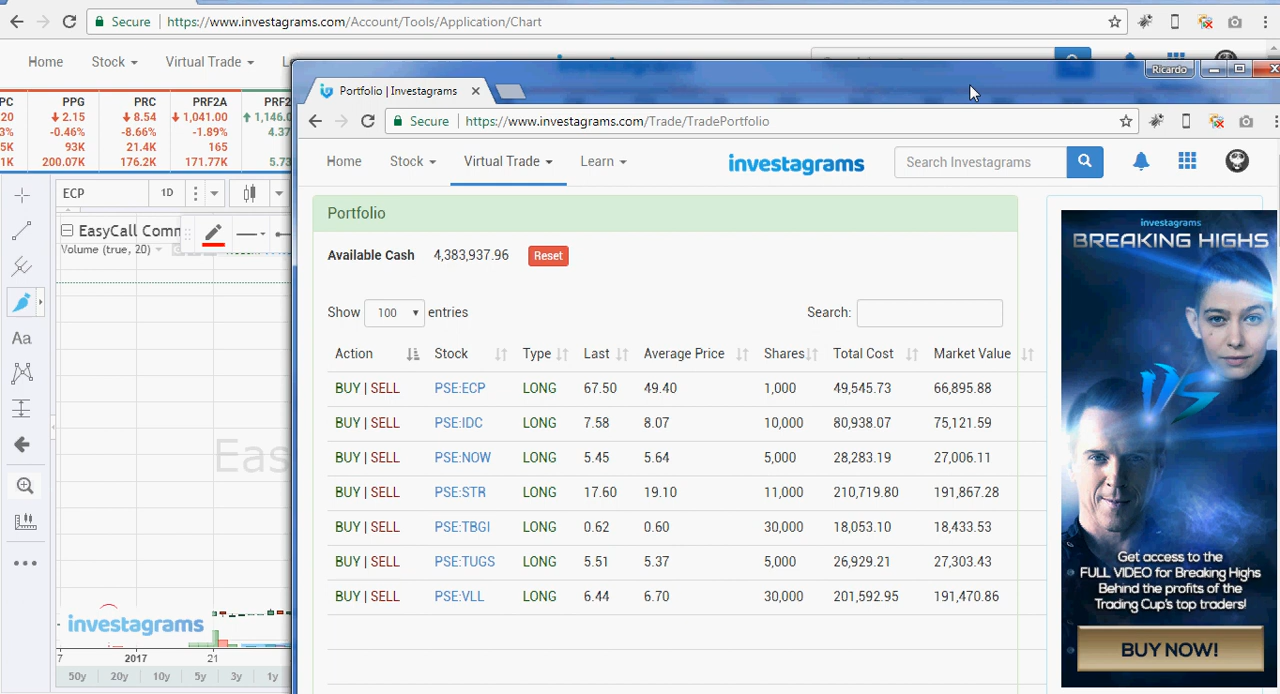 Secure https://www.investagrams.com/Account/Tools/Application/Chart
Home Stock Virtual Trade
PC PPG PRC PRF2A PRF2
20 2.15 8.54 1,041.00 1,146.0
3% -0.46% -8.66% -1.89% 4.37
5K 93K 21.4K 165
1K 200.07K 176.2K 171.77K 5.73
ECP 1D
EasyCall Comm
Volume (true, 20)
Aa
Eas
investagrams
7 2017 21
50y 20y 10y 5y 3y 1y
Ricardo
Portfolio | Investagrams
Secure https://www.investagrams.com/Trade/TradePortfolio
Home Stock Virtual Trade Learn investagrams Search Investagrams
Portfolio
Available Cash 4,383,937.96 Reset
Show 100 entries Search:
Action Stock Type Last Average Price Shares Total Cost Market Value
BUY | SELL PSE:ECP LONG 67.50 49.40 1,000 49,545.73 66,895.88
BUY | SELL PSE:IDC LONG 7.58 8.07 10,000 80,938.07 75,121.59
BUY | SELL PSE:NOW LONG 5.45 5.64 5,000 28,283.19 27,006.11
BUY | SELL PSE:STR LONG 17.60 19.10 11,000 210,719.80 191,867.28
BUY | SELL PSE:TBGI LONG 0.62 0.60 30,000 18,053.10 18,433.53
BUY | SELL PSE:TUGS LONG 5.51 5.37 5,000 26,929.21 27,303.43
BUY | SELL PSE:VLL LONG 6.44 6.70 30,000 201,592.95 191,470.86
investagrams
BREAKING HIGHS
VS
Get access to the
FULL VIDEO for Breaking Highs
Behind the profits of the
Trading Cup's top traders!
BUY NOW!